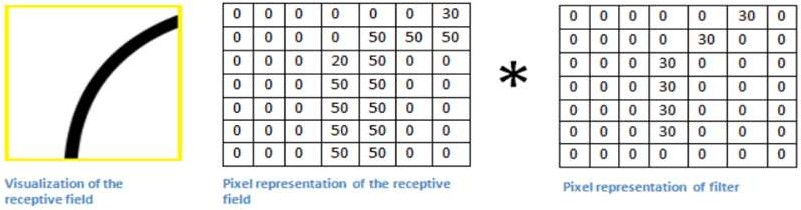 0 0 0 0 0 0 30
0 0 0 0 50 50 50
0 0 0 20 50 0 0
0 0 0 50 50 0 0
0 0 0 50 50 0 0
0 0 0 50 50 0 0
0 0 0 50 50 0 0
*
0 0 0 0 0 30 0
0 0 0 0 30 0 0
0 0 0 30 0 0 0
0 0 0 30 0 0 0
0 0 0 30 0 0 0
0 0 0 30 0 0 0
0 0 0 0 0 0 0
Visualization of the
receptive field
Pixel representation of the receptive
field
Pixel representation of filter